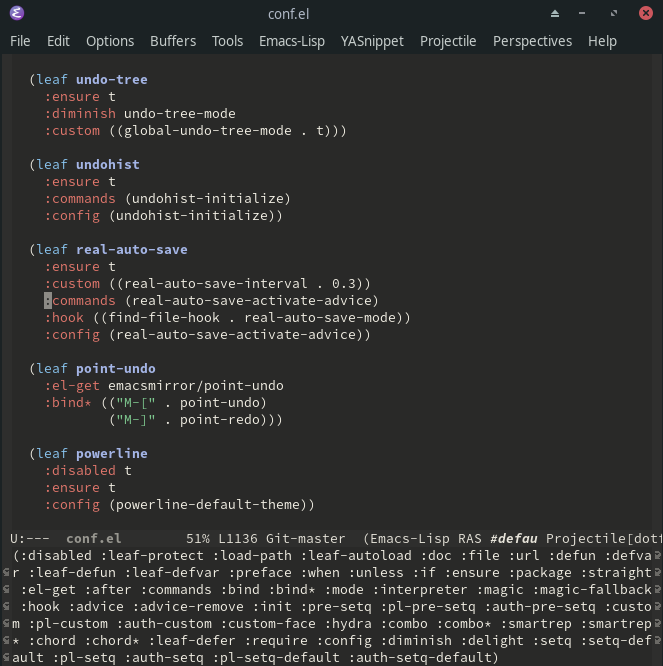 conf.el
File Edit Options Buffers Tools Emacs-Lisp YASnippet Projectile Perspectives Help
(leaf undo-tree
:ensure t
:diminish undo-tree-mode
:custom ((global-undo-tree-mode . t)))
(leaf undohist
:ensure t
:commands (undohist-initialize)
:config (undohist-initialize))
(leaf real-auto-save
:ensure t
:custom ((real-auto-save-interval . 0.3))
:commands (real-auto-save-activate-advice)
:hook ((find-file-hook . real-auto-save-mode))
:config (real-auto-save-activate-advice))
(leaf point-undo
:el-get emacsmirror/point-undo
:bind* (("M-[" . point-undo)
("M-]" . point-redo)))
(leaf powerline
:disabled t
:ensure t
:config (powerline-default-theme))
U:--- conf.el 51% L1136 Git-master (Emacs-Lisp RAS #defau Projectile[dotf
(:disabled :leaf-protect :load-path :leaf-autoload :doc :file :url :defun :defva
r :leaf-defun :leaf-defvar :preface :when :unless :if :ensure :package :straight
:el-get :after :commands :bind :bind* :mode :interpreter :magic :magic-fallback
:hook :advice :advice-remove :init :pre-setq :pl-pre-setq :auth-pre-setq :custo
m :pl-custom :auth-custom :custom-face :hydra :combo :combo* :smartrep :smartrep
* :chord :chord* :leaf-defer :require :config :diminish :delight :setq :setq-def
ault :pl-setq :auth-setq :pl-setq-default :auth-setq-default)